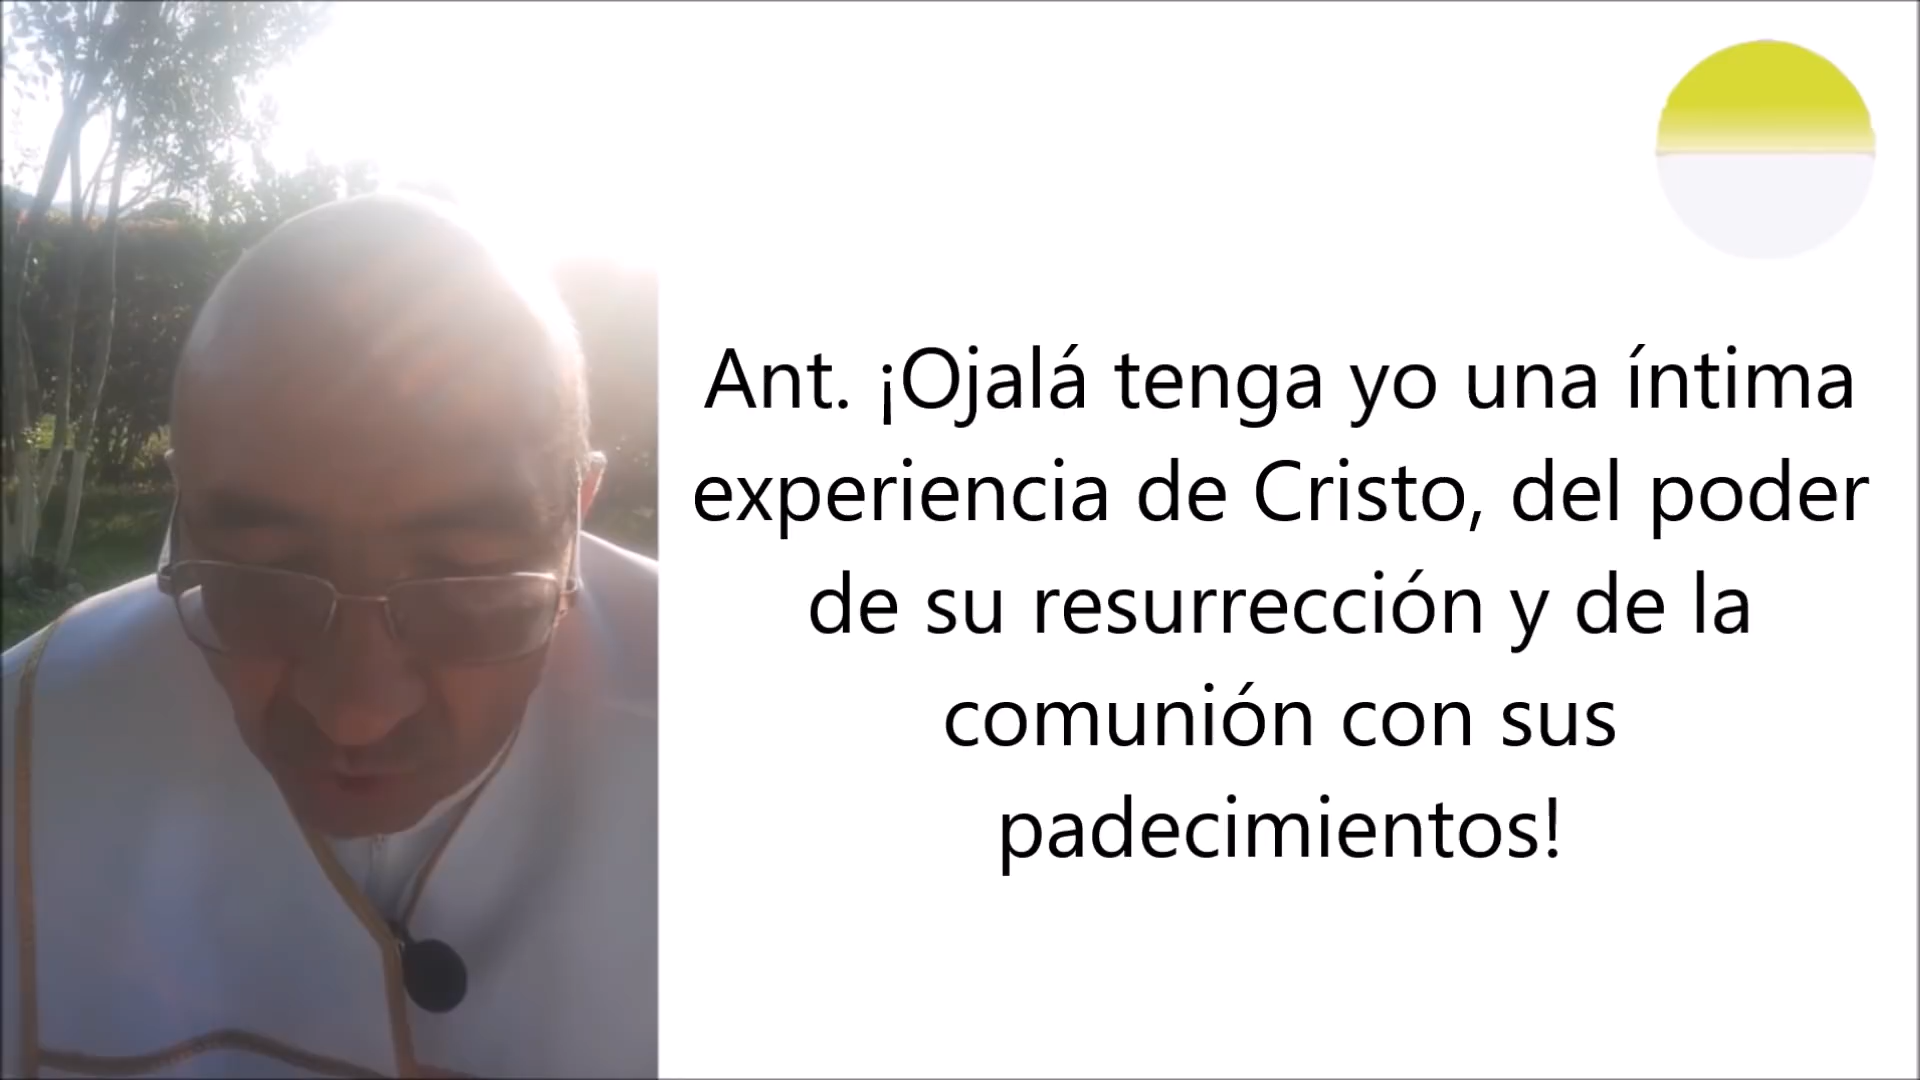 Ant. ¡Ojalá tenga yo una íntima
experiencia de Cristo, del poder
de su resurrección y de la
comunión con sus
padecimientos!